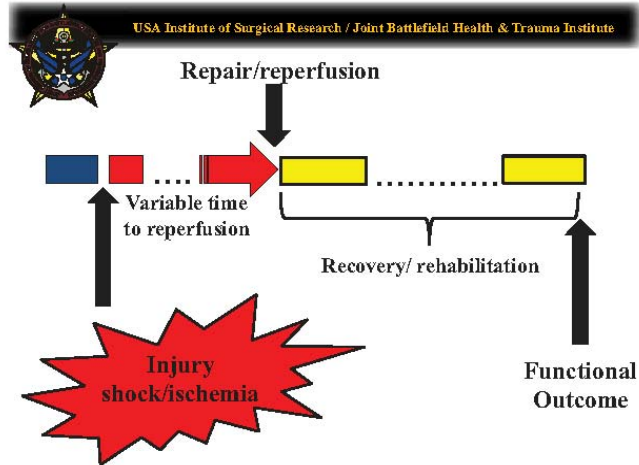 USA Institute of Surgical Research / Joint Battlefield Health & Trauma Institute
Repair/reperfusion
Variable time
to reperfusion
Recovery/ rehabilitation
Injury
shock/ischemia
Functional
Outcome